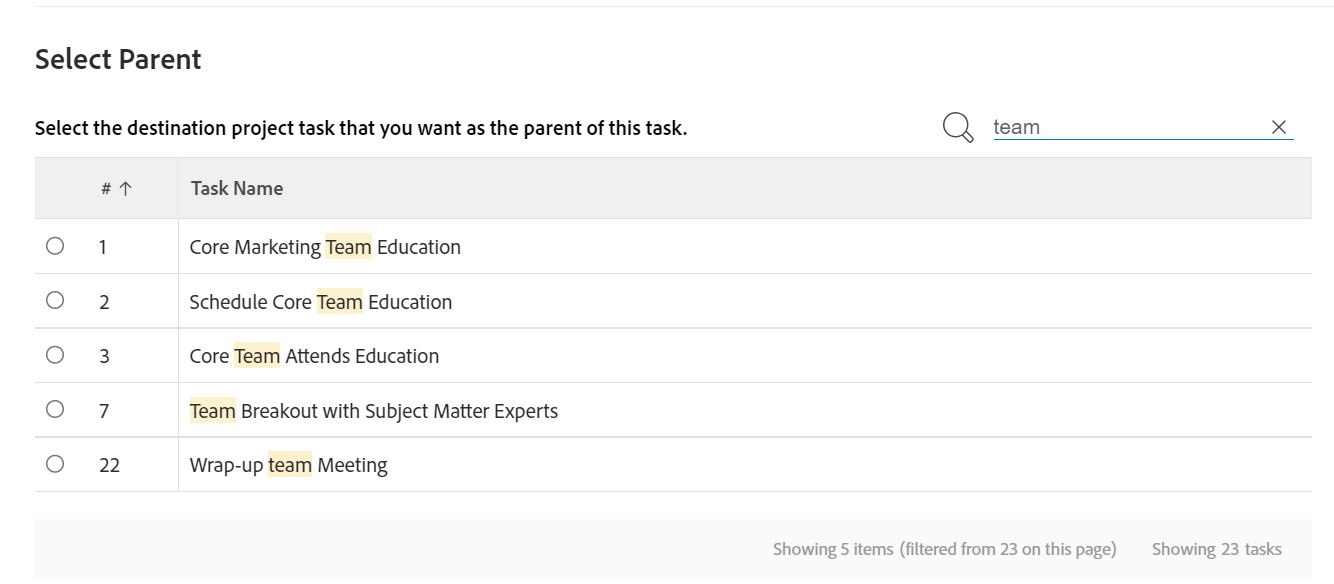 Select Parent
Select the destination project task that you want as the parent of this task.
team
# Task Name
1 Core Marketing Team Education
2 Schedule Core Team Education
3 Core Team Attends Education
7 Team Breakout with Subject Matter Experts
22 Wrap-up team Meeting
Showing 5 items (filtered from 23 on this page) Showing 23 tasks